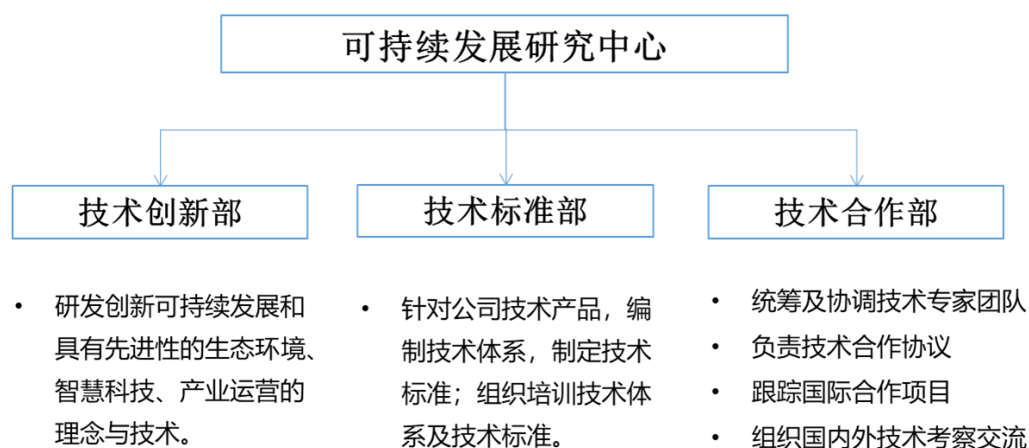 可持续发展研究中心
技术创新部
技术标准部
技术合作部
• 研发创新可持续发展和
具有先进性的生态环境、
智慧科技、产业运营的
理念与技术。
• 针对公司技术产品，编
制技术体系，制定技术
标准；组织培训技术体
系及技术标准。
• 统筹及协调技术专家团队
• 负责技术合作协议
• 跟踪国际合作项目
• 组织国内外技术考察交流